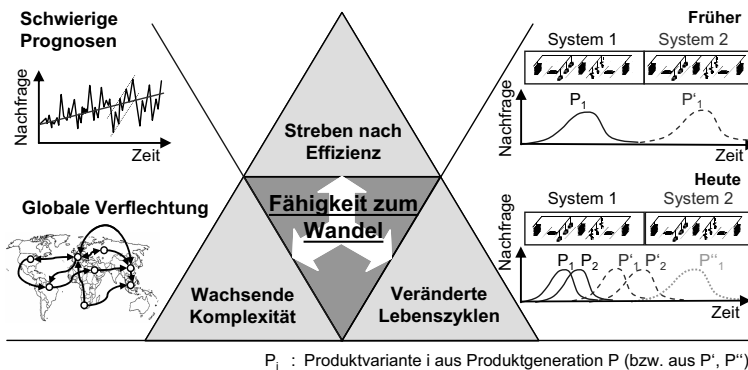 Schwierige
Prognosen
Nachfrage
Zeit
Globale Verflechtung
Streben nach
Effizienz
Fähigkeit zum
Wandel
Wachsende
Komplexität
Veränderte
Lebenszyklen
Früher
System 1
System 2
Nachfrage
P1
P'1
Zeit
Heute
System 1
System 2
Nachfrage
P1 P2 P'1 P'2 P''1
Zeit
Pi : Produktvariante i aus Produktgeneration P (bzw. aus P', P'')